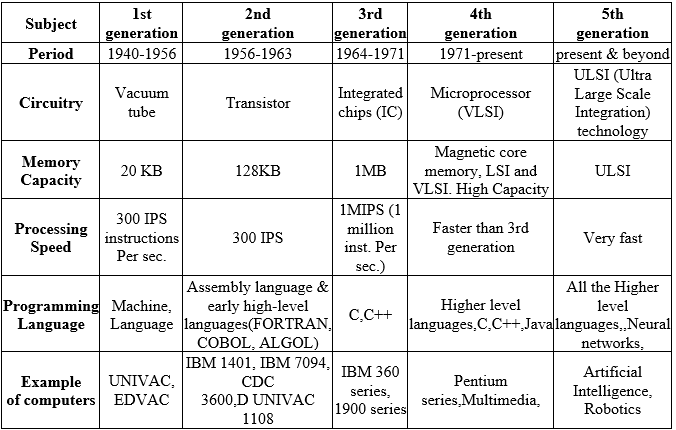 Subject
1st
generation
2nd
generation
3rd
generation
4th
generation
5th
generation
Period
1940-1956
1956-1963
1964-1971
1971-present
present & beyond
Circuitry
Vacuum
tube
Transistor
Integrated
chips (IC)
Microprocessor
(VLSI)
ULSI (Ultra
Large Scale
Integration)
technology
Memory
Capacity
20 KB
128KB
1MB
Magnetic core
memory, LSI and
VLSI. High Capacity
ULSI
Processing
Speed
300 IPS
instructions
Per sec.
300 IPS
1MIPS (1
million
inst. Per
sec.)
Faster than 3rd
generation
Very fast
Programming
Language
Machine,
Language
Assembly language &
early high-level
languages(FORTRAN,
COBOL, ALGOL)
C,C++
Higher level
languages,C,C++,Java
All the Higher
level
languages,,Neural
networks,
Example
of computers
UNIVAC,
EDVAC
IBM 1401, IBM 7094,
CDC
3600,D UNIVAC
1108
IBM 360
series,
1900 series
Pentium
series,Multimedia,
Artificial
Intelligence,
Robotics